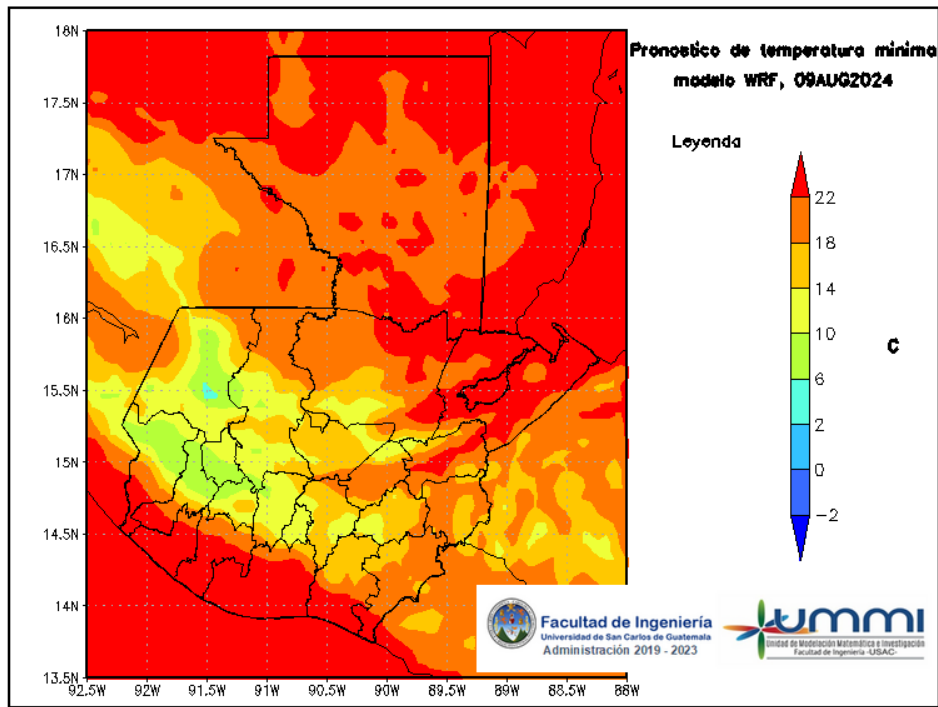 Pronostico de temperatura minima
modelo WRF, 09AUG2024
Leyenda
22
18
14
10
6
2
0
-2
C
18N
17.5N
17N
16.5N
16N
15.5N
15N
14.5N
14N
13.5N
92.5W
92W
91.5W
91W
90.5W
90W
89.5W
89W
88.5W
88W
Facultad de Ingeniería
Universidad de San Carlos de Guatemala
Administración 2019 - 2023
UMMI
Unidad de Modelación Matemática e Investigación
Facultad de Ingeniería -USAC-